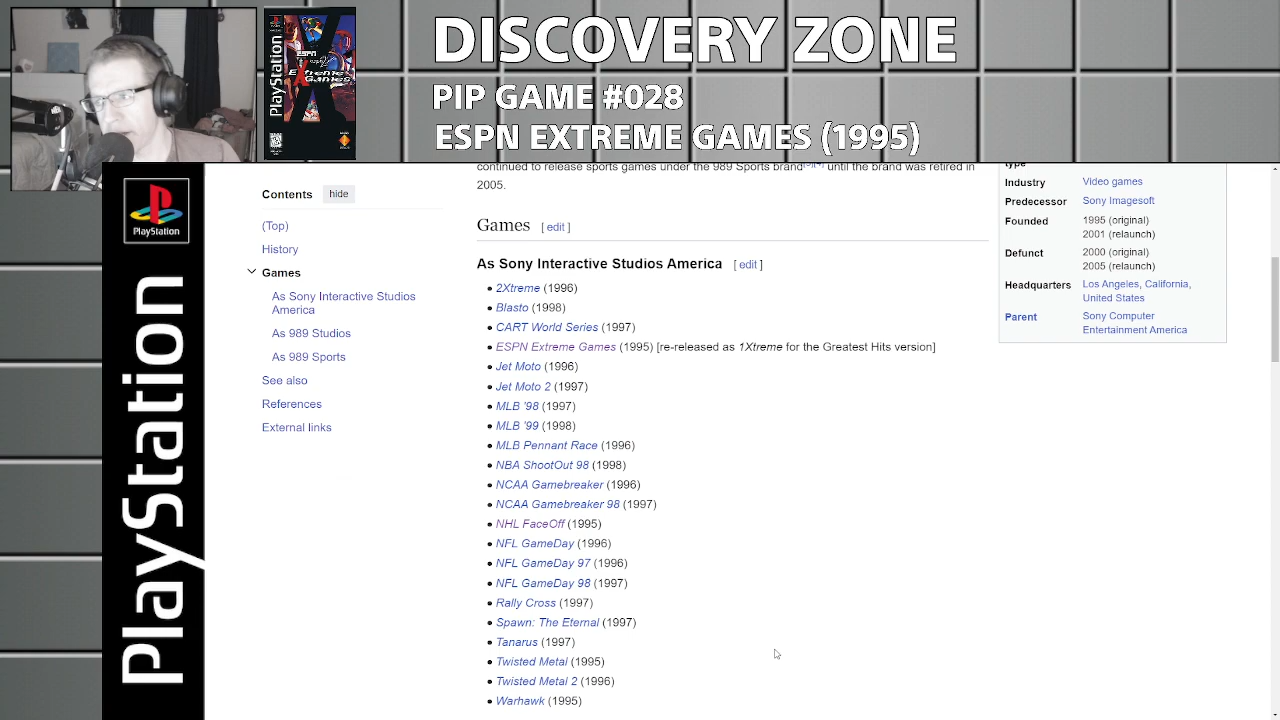 DISCOVERY ZONE
PIP GAME #028
ESPN EXTREME GAMES (1995)
PlayStation
ESPN
Extreme
Games
SONY
PlayStation
PlayStation
Contents hide
(Top)
History
Games
As Sony Interactive Studios
America
As 989 Studios
As 989 Sports
See also
References
External links
continued to release sports games under the 989 Sports brand until the brand was retired in
2005.
Games [ edit ]
As Sony Interactive Studios America [ edit ]
2Xtreme (1996)
Blasto (1998)
CART World Series (1997)
ESPN Extreme Games (1995) [re-released as 1Xtreme for the Greatest Hits version]
Jet Moto (1996)
Jet Moto 2 (1997)
MLB '98 (1997)
MLB '99 (1998)
MLB Pennant Race (1996)
NBA ShootOut 98 (1998)
NCAA Gamebreaker (1996)
NCAA Gamebreaker 98 (1997)
NHL FaceOff (1995)
NFL GameDay (1996)
NFL GameDay 97 (1996)
NFL GameDay 98 (1997)
Rally Cross (1997)
Spawn: The Eternal (1997)
Tanarus (1997)
Twisted Metal (1995)
Twisted Metal 2 (1996)
Warhawk (1995)
type
Industry Video games
Predecessor Sony Imagesoft
Founded 1995 (original)
2001 (relaunch)
Defunct 2000 (original)
2005 (relaunch)
Headquarters Los Angeles, California,
United States
Parent Sony Computer
Entertainment America